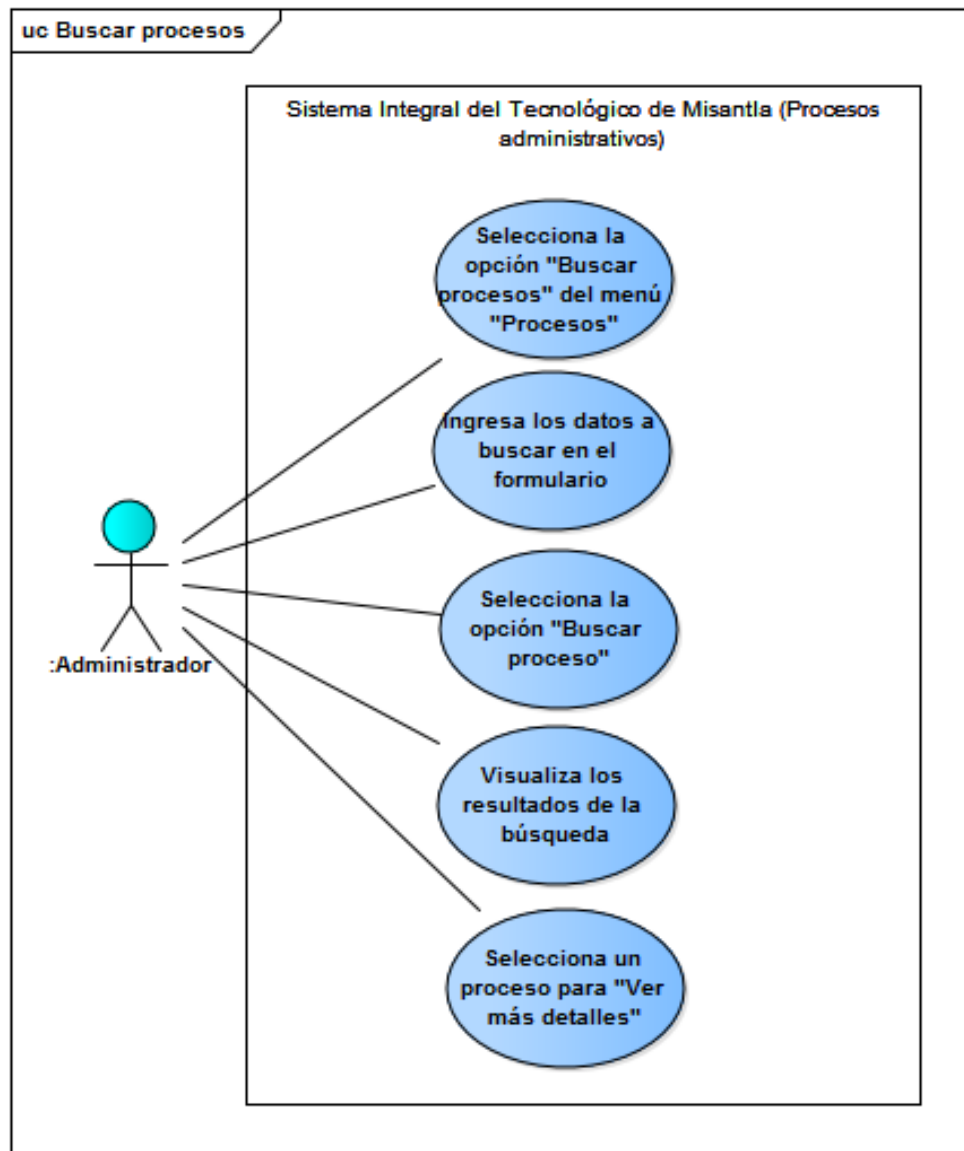 uc Buscar procesos
Sistema Integral del Tecnológico de Misantla (Procesos
administrativos)
Selecciona la
opción "Buscar
procesos" del menú
"Procesos"
Ingresa los datos a
buscar en el
formulario
Selecciona la
opción "Buscar
proceso"
:Administrador
Visualiza los
resultados de la
búsqueda
Selecciona un
proceso para "Ver
más detalles"